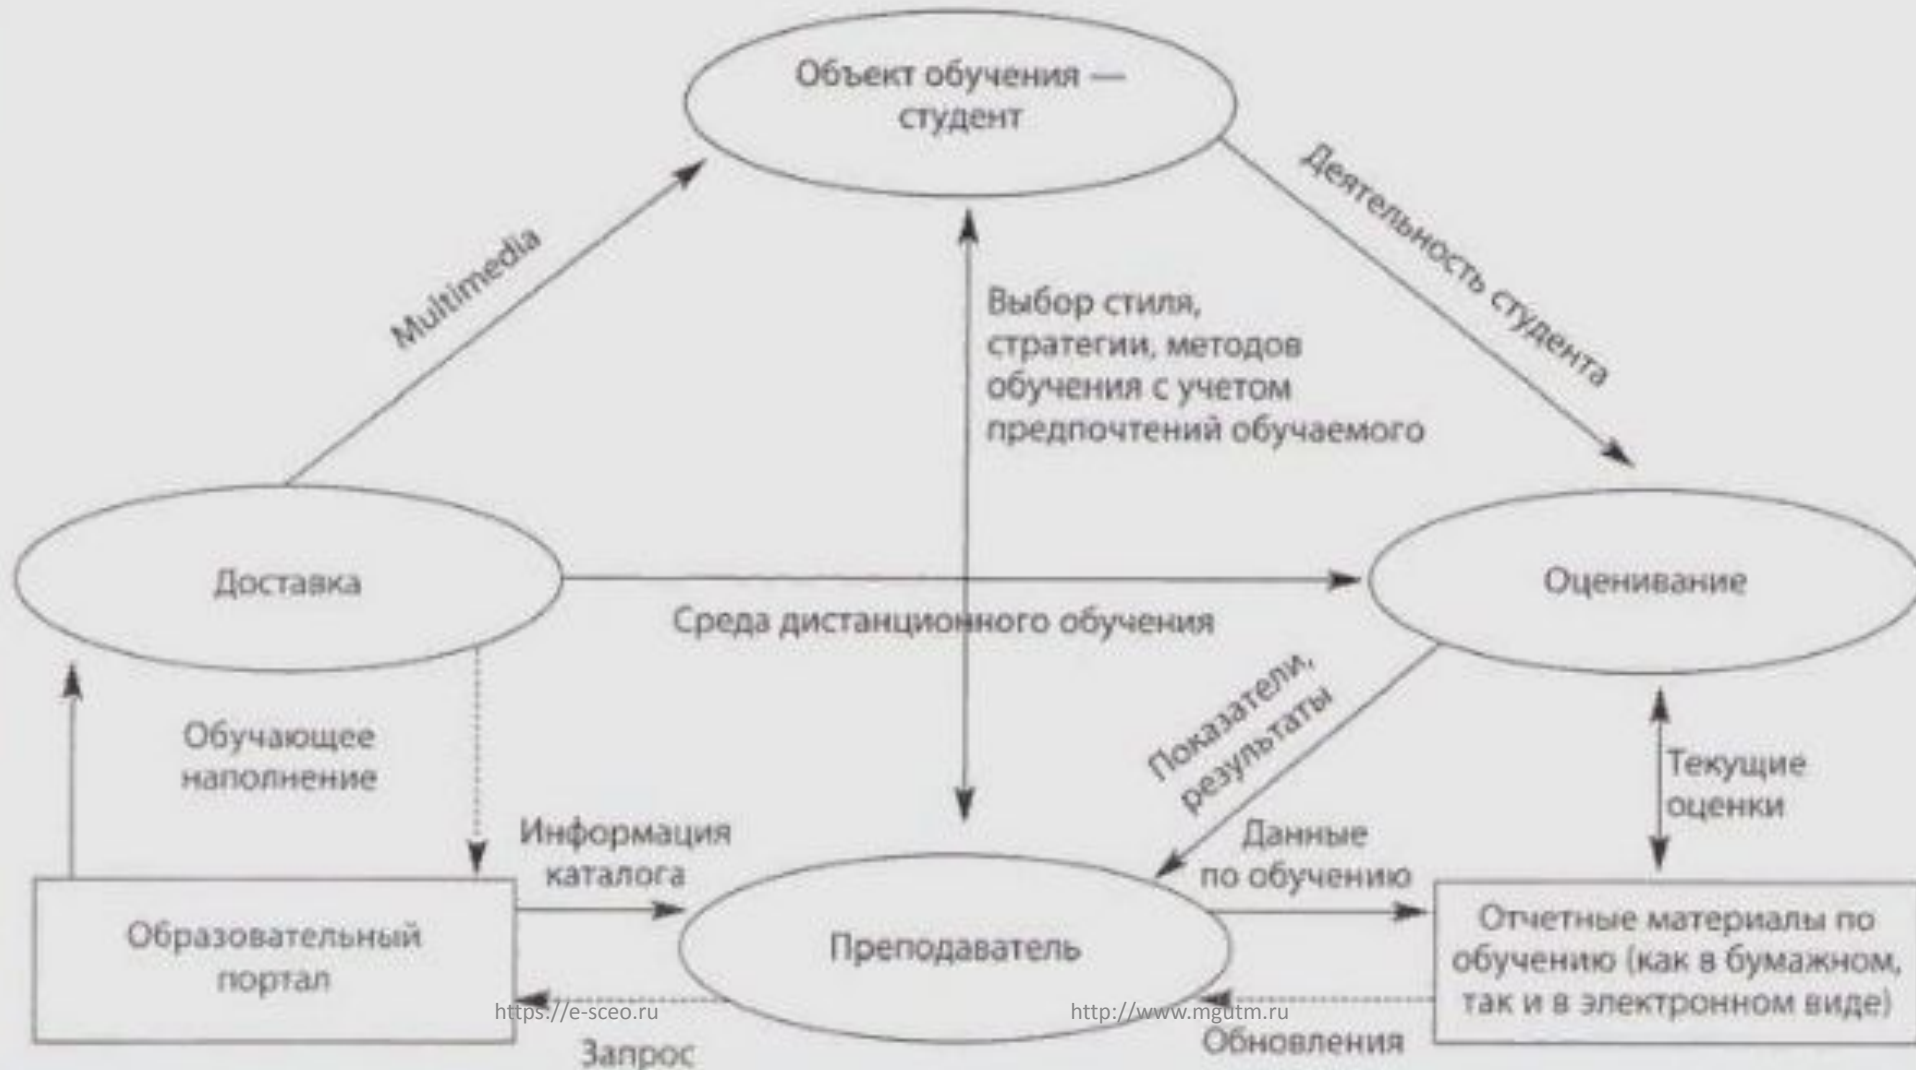 Объект обучения —
студент
Multimedia
Деятельность студента
Выбор стиля,
стратегии, методов
обучения с учетом
предпочтений обучаемого
Доставка
Оценивание
Среда дистанционного обучения
Показатели,
результаты
Обучающее
наполнение
Текущие
оценки
Информация
каталога
Данные
по обучению
Образовательный
портал
Преподаватель
Отчетные материалы по
обучению (как в бумажном,
так и в электронном виде)
https://e-sceo.ru
http://www.mgutm.ru
Запрос
Обновления